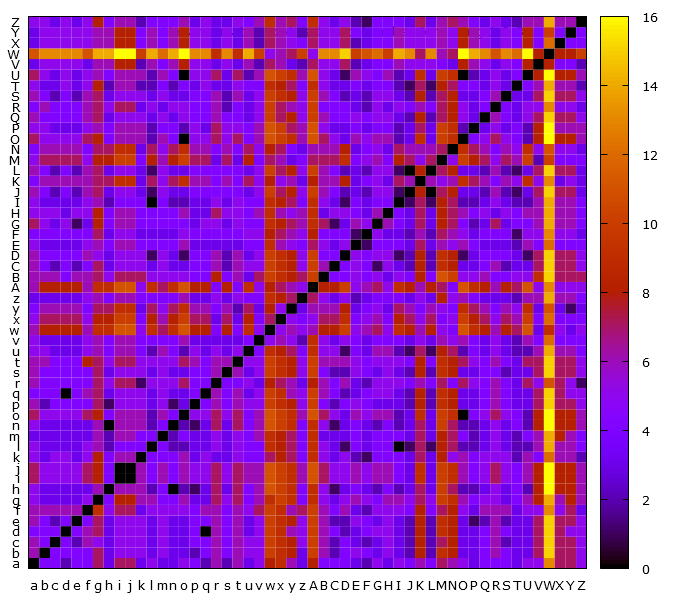 Z
Y
X
W
V
U
T
S
R
Q
P
O
N
M
L
K
J
I
H
G
F
E
D
C
B
A
z
y
x
w
v
u
t
s
r
q
p
o
n
m
l
k
j
i
h
g
f
e
d
c
b
a
a b c d e f g h i j k l m n o p q r s t u v w x y z A B C D E F G H I J K L M N O P Q R S T U V W X Y Z
16
14
12
10
8
6
4
2
0